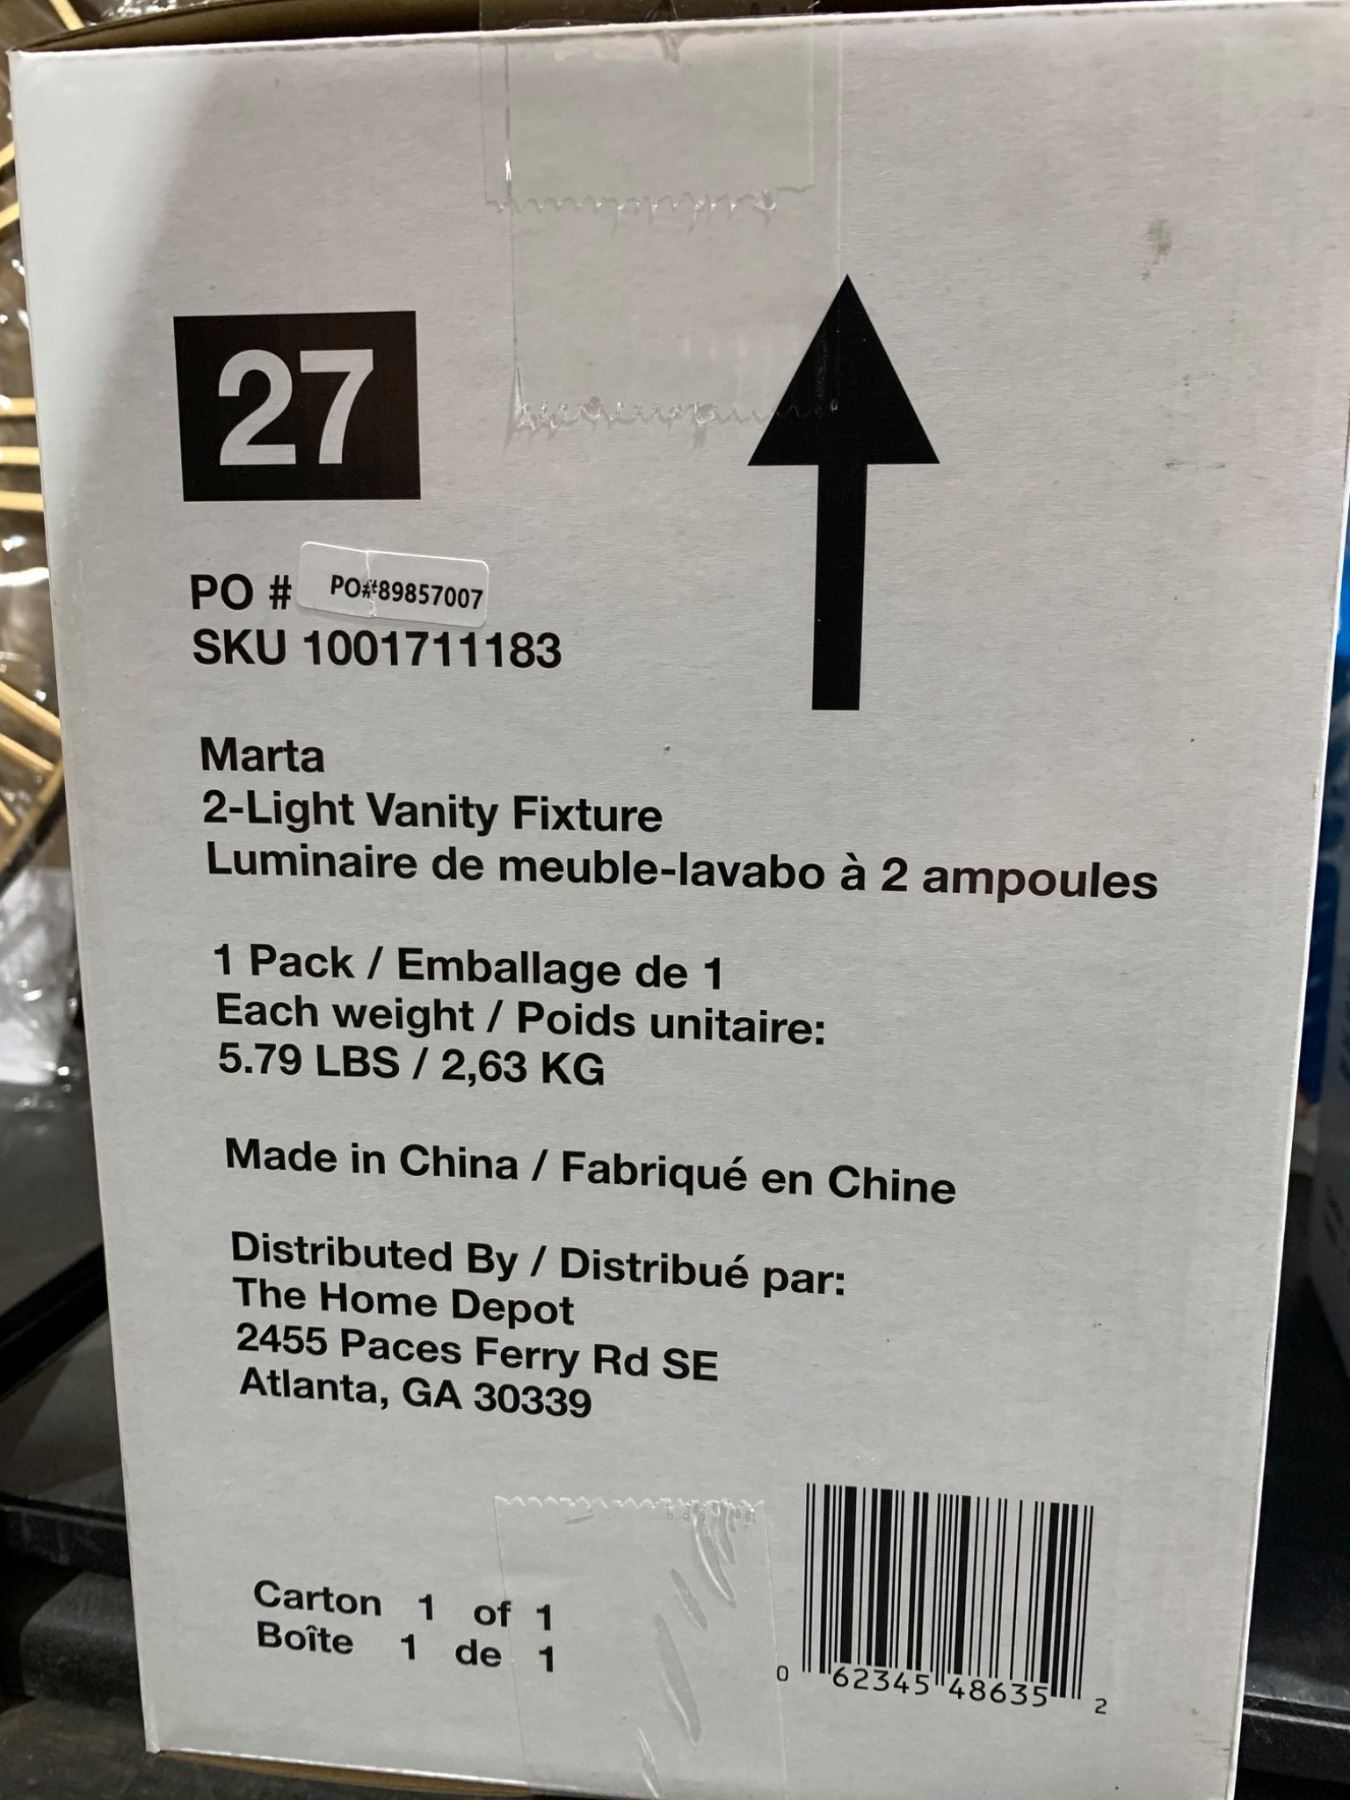 27
PO # PO#89857007
SKU 1001711183
Marta
2-Light Vanity Fixture
Luminaire de meuble-lavabo à 2 ampoules
1 Pack / Emballage de 1
Each weight / Poids unitaire:
5.79 LBS / 2,63 KG
Made in China / Fabriqué en Chine
Distributed By / Distribué par:
The Home Depot
2455 Paces Ferry Rd SE
Atlanta, GA 30339
Carton 1 of 1
Boîte 1 de 1
0 62345 48635 2